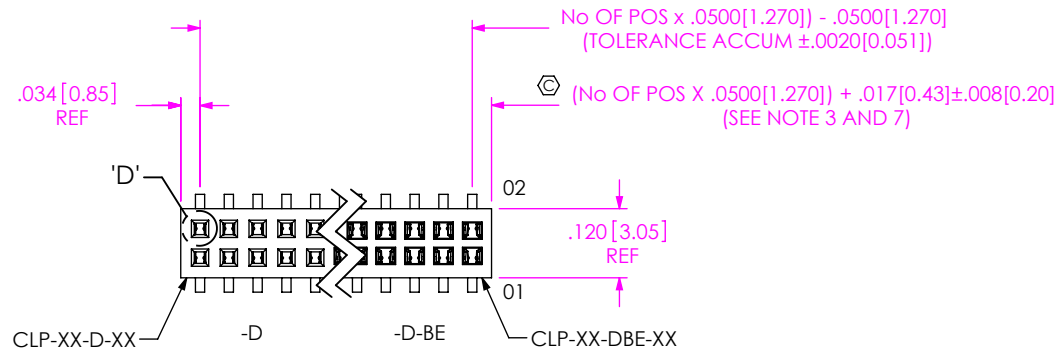 No OF POS x .0500[1.270]) - .0500[1.270]
(TOLERANCE ACCUM ±.0020[0.051])
.034[0.85]
REF
C
(No OF POS X .0500[1.270]) + .017[0.43]±.008[0.20]
(SEE NOTE 3 AND 7)
'D'
02
.120[3.05]
REF
01
CLP-XX-D-XX
-D
-D-BE
CLP-XX-DBE-XX